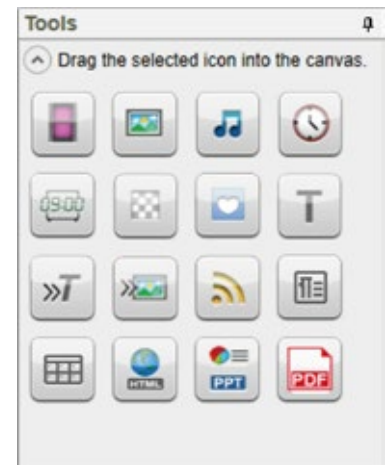 Tools
Drag the selected icon into the canvas.
T
09:00
»T
HTML
PPT
PDF